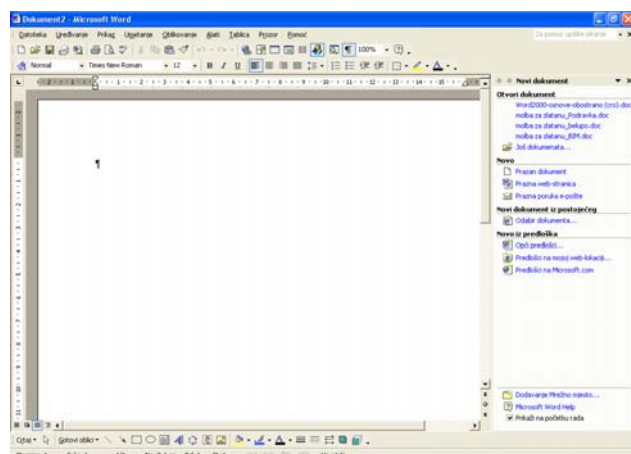 Dokument2 - Microsoft Word
Datoteka Uređivanje Prikaz Umetanje Oblikovanje Alati Tablica Prozor Pomoć
100%
Normal Times New Roman 12 B I U
Novi dokument
Otvori dokument
Word2000-osnove-obostrano (cro).doc
molba za zlatanu_Podravka.doc
molba za zlatanu_belupo.doc
molba za zlatanu_BIM.doc
Još dokumenata...
Novo
Prazan dokument
Prazna web-stranica
Prazna poruka e-pošte
Novi dokument iz postojećeg
Odabir dokumenta...
Novo iz predloška
Opći predlošci...
Predlošci na mojoj web-lokaciji...
Predlošci na Microsoft.com
¶
Dodavanje Mrežno mjesto...
Microsoft Word Help
Prikaži na početku rada
Crtaj Gotovi oblici